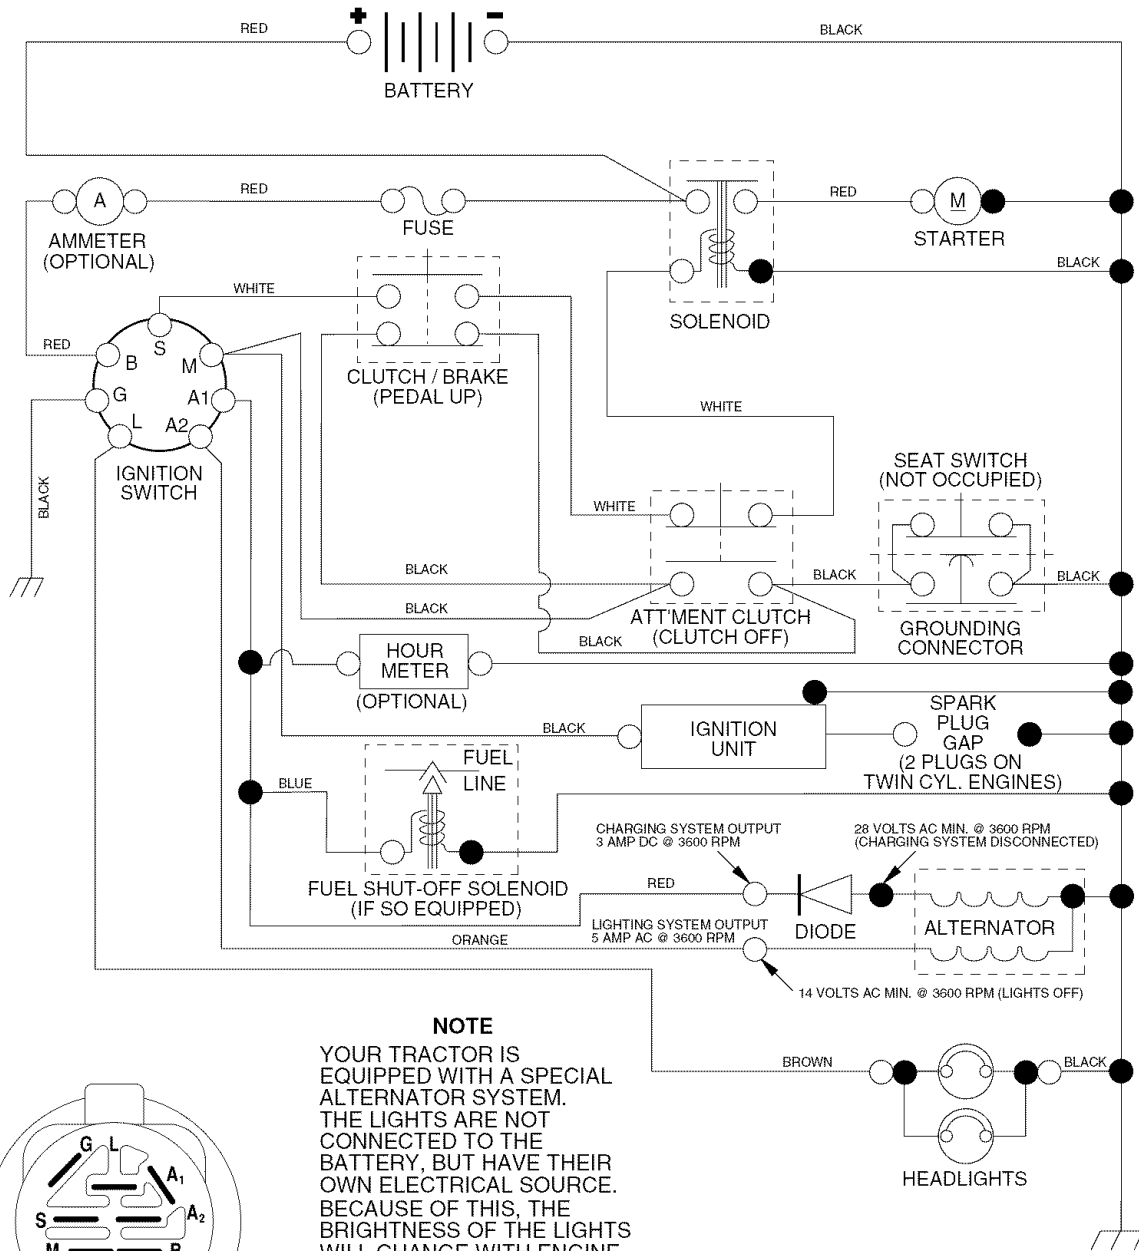 + −
RED
BLACK
BATTERY
A
RED
RED
M
FUSE
AMMETER
(OPTIONAL)
STARTER
BLACK
WHITE
SOLENOID
RED
S
B
M
G
A1
L
A2
CLUTCH / BRAKE
(PEDAL UP)
WHITE
IGNITION
SWITCH
BLACK
SEAT SWITCH
(NOT OCCUPIED)
WHITE
BLACK
BLACK
BLACK
BLACK
ATT'MENT CLUTCH
(CLUTCH OFF)
BLACK
GROUNDING
CONNECTOR
HOUR
METER
(OPTIONAL)
BLACK
IGNITION
UNIT
SPARK
PLUG
GAP
(2 PLUGS ON
TWIN CYL. ENGINES)
BLUE
FUEL
LINE
FUEL SHUT-OFF SOLENOID
(IF SO EQUIPPED)
CHARGING SYSTEM OUTPUT
3 AMP DC @ 3600 RPM
28 VOLTS AC MIN. @ 3600 RPM
(CHARGING SYSTEM DISCONNECTED)
RED
DIODE
ALTERNATOR
LIGHTING SYSTEM OUTPUT
5 AMP AC @ 3600 RPM
ORANGE
14 VOLTS AC MIN. @ 3600 RPM (LIGHTS OFF)
BROWN
BLACK
HEADLIGHTS
NOTE
YOUR TRACTOR IS
EQUIPPED WITH A SPECIAL
ALTERNATOR SYSTEM.
THE LIGHTS ARE NOT
CONNECTED TO THE
BATTERY, BUT HAVE THEIR
OWN ELECTRICAL SOURCE.
BECAUSE OF THIS, THE
BRIGHTNESS OF THE LIGHTS
WILL CHANGE WITH ENGINE
G L
A1
A2
S
M
B